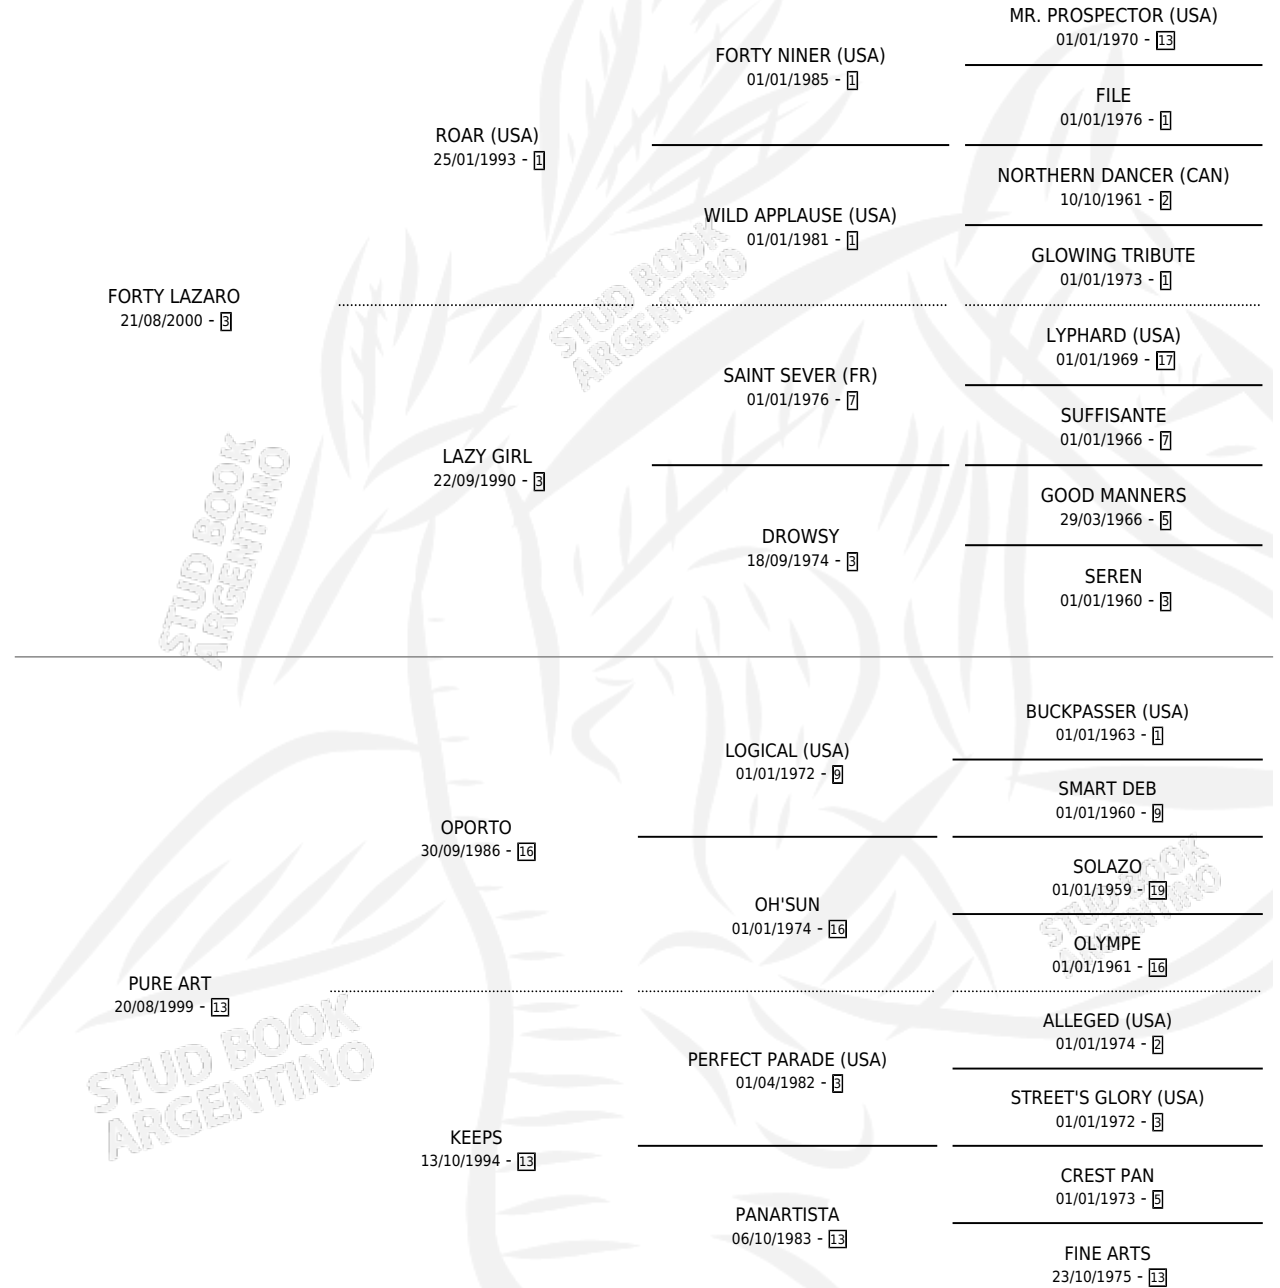 MR. PROSPECTOR (USA)
01/01/1970 - 13
FORTY NINER (USA)
01/01/1985 - 1
FILE
01/01/1976 - 1
ROAR (USA)
25/01/1993 - 1
NORTHERN DANCER (CAN)
10/10/1961 - 2
WILD APPLAUSE (USA)
01/01/1981 - 1
GLOWING TRIBUTE
01/01/1973 - 1
FORTY LAZARO
21/08/2000 - 3
STUD BOOK
ARGENTINO
LYPHARD (USA)
01/01/1969 - 17
SAINT SEVER (FR)
01/01/1976 - 7
SUFFISANTE
01/01/1966 - 7
LAZY GIRL
22/09/1990 - 3
GOOD MANNERS
29/03/1966 - 5
DROWSY
18/09/1974 - 3
SEREN
01/01/1960 - 3
STUD BOOK
ARGENTINO
BUCKPASSER (USA)
01/01/1963 - 1
LOGICAL (USA)
01/01/1972 - 9
SMART DEB
01/01/1960 - 9
OPORTO
30/09/1986 - 16
SOLAZO
01/01/1959 - 19
OH'SUN
01/01/1974 - 16
STUD BOOK
ARGENTINO
OLYMPE
01/01/1961 - 16
PURE ART
20/08/1999 - 13
ALLEGED (USA)
01/01/1974 - 2
PERFECT PARADE (USA)
01/04/1982 - 3
STREET'S GLORY (USA)
01/01/1972 - 3
STUD BOOK
ARGENTINO
KEEPS
13/10/1994 - 13
CREST PAN
01/01/1973 - 5
PANARTISTA
06/10/1983 - 13
FINE ARTS
23/10/1975 - 13